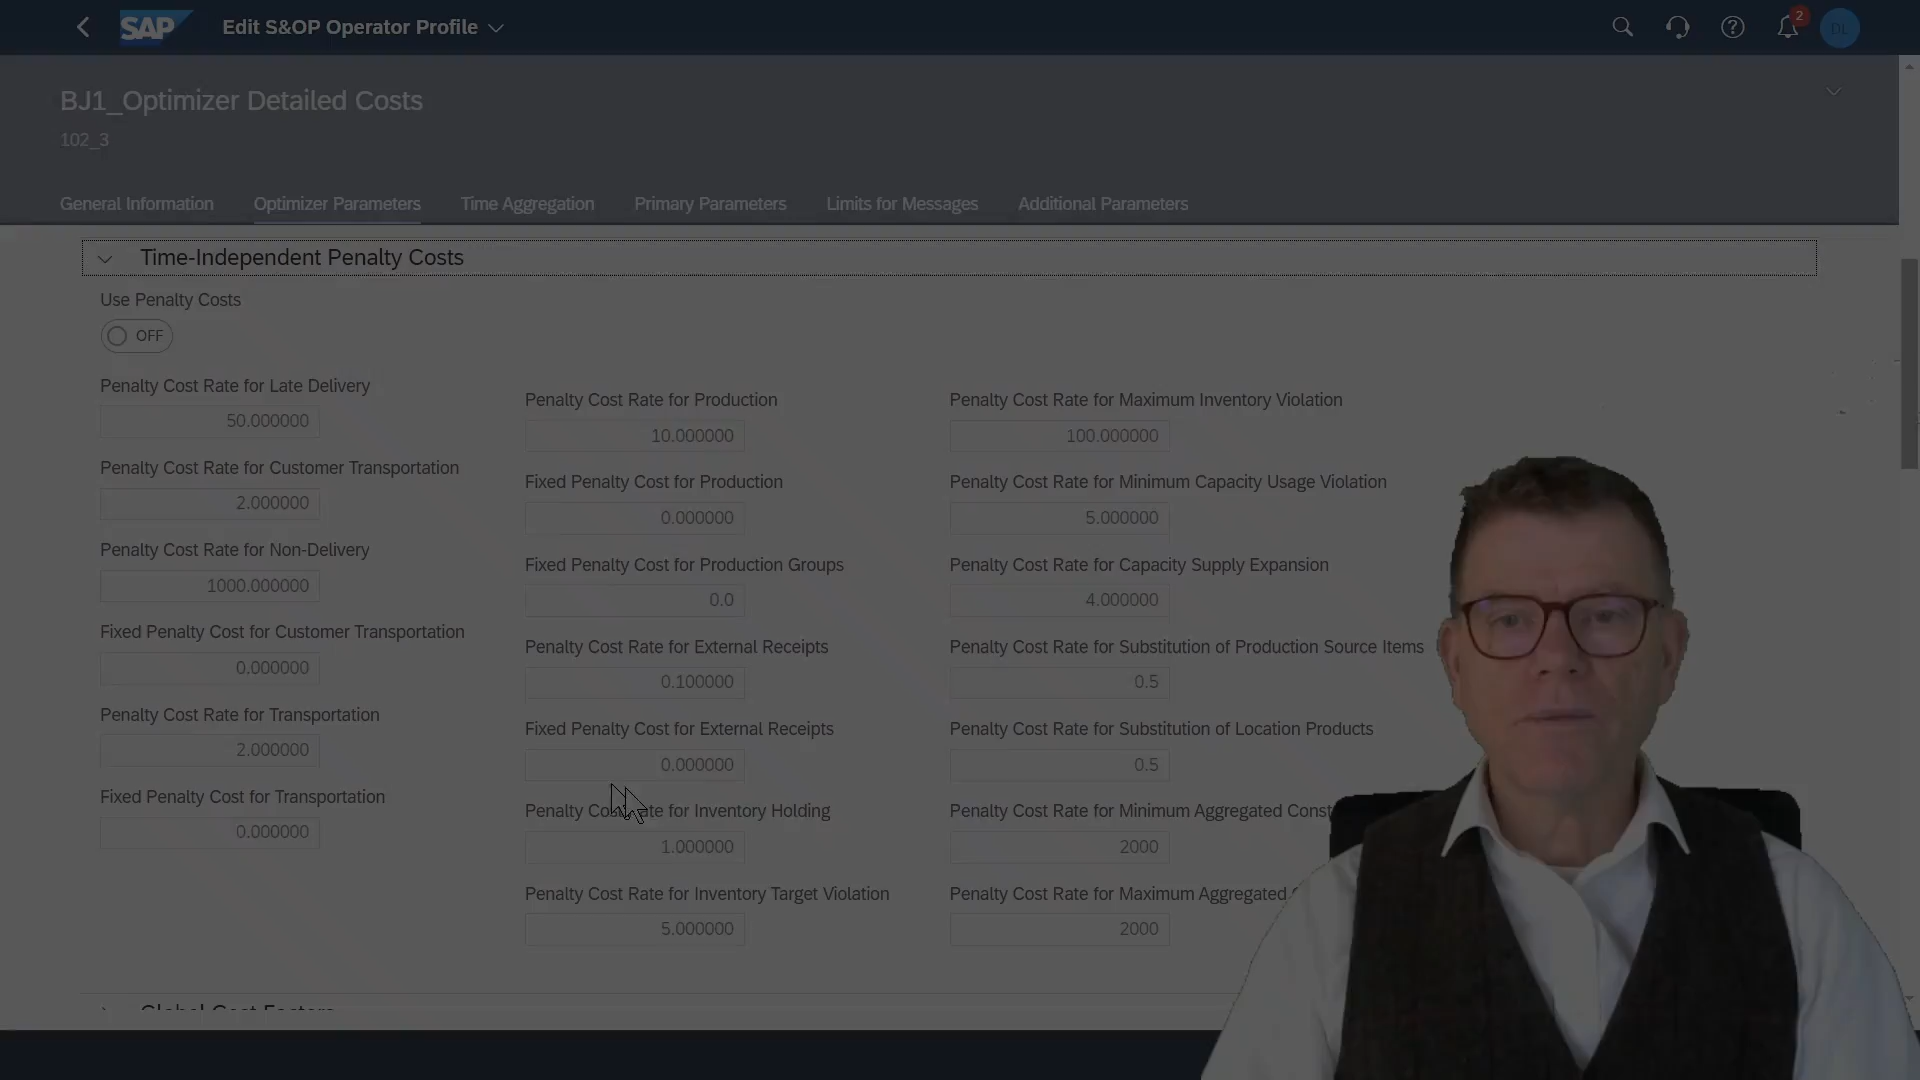 SAP
Edit S&OP Operator Profile
2
DL
BJ1_Optimizer Detailed Costs
102_3
General Information
Optimizer Parameters
Time Aggregation
Primary Parameters
Limits for Messages
Additional Parameters
Time-Independent Penalty Costs
Use Penalty Costs
OFF
Penalty Cost Rate for Late Delivery
50.000000
Penalty Cost Rate for Customer Transportation
2.000000
Penalty Cost Rate for Non-Delivery
1000.000000
Fixed Penalty Cost for Customer Transportation
0.000000
Penalty Cost Rate for Transportation
2.000000
Fixed Penalty Cost for Transportation
0.000000
Penalty Cost Rate for Production
10.000000
Fixed Penalty Cost for Production
0.000000
Fixed Penalty Cost for Production Groups
0.0
Penalty Cost Rate for External Receipts
0.100000
Fixed Penalty Cost for External Receipts
0.000000
Penalty Cost Rate for Inventory Holding
1.000000
Penalty Cost Rate for Inventory Target Violation
5.000000
Penalty Cost Rate for Maximum Inventory Violation
100.000000
Penalty Cost Rate for Minimum Capacity Usage Violation
5.000000
Penalty Cost Rate for Capacity Supply Expansion
4.000000
Penalty Cost Rate for Substitution of Production Source Items
0.5
Penalty Cost Rate for Substitution of Location Products
0.5
Penalty Cost Rate for Minimum Aggregated Const
2000
Penalty Cost Rate for Maximum Aggregated
2000
Global Cost Factors